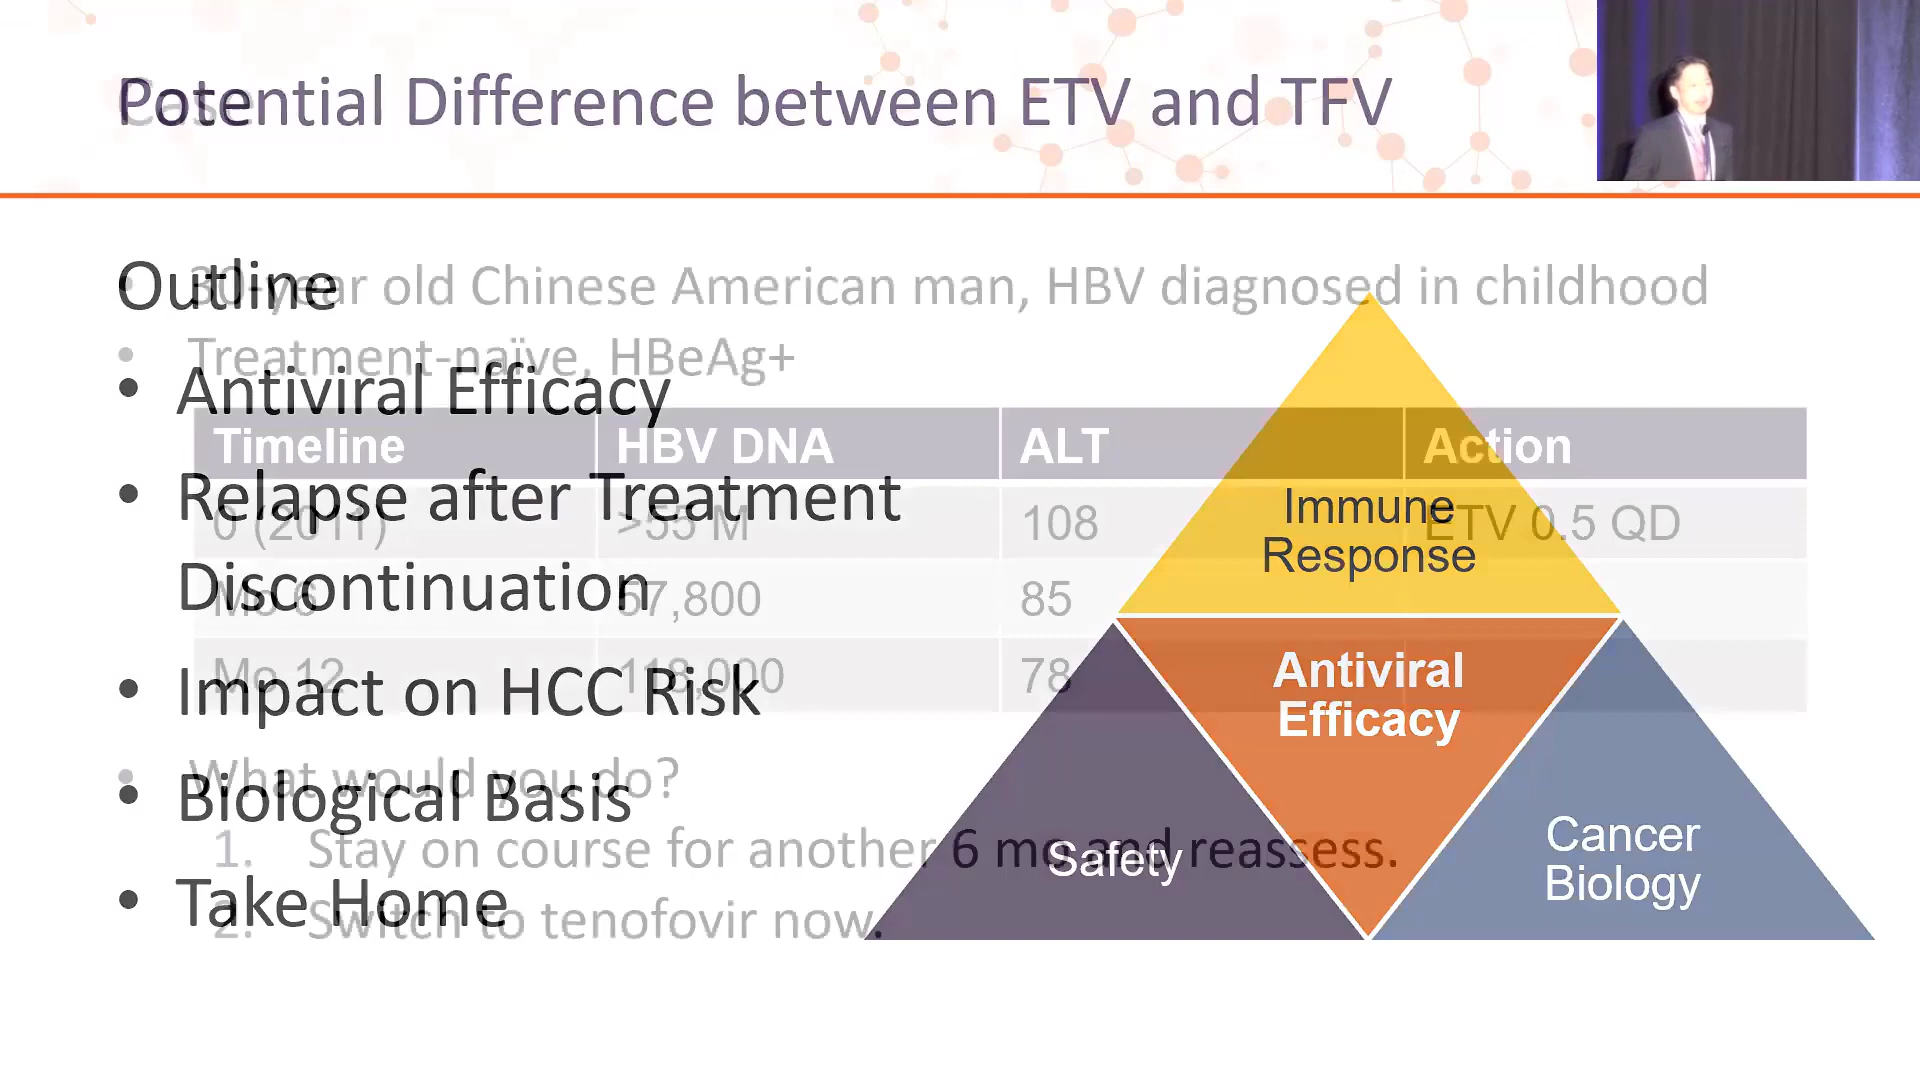 Potential Difference between ETV and TFV
Case
Outline
• Antiviral Efficacy
• Relapse after Treatment
Discontinuation
• Impact on HCC Risk
• Biological Basis
• Take Home
Immune
Response
Antiviral
Efficacy
Safety
Cancer
Biology
• 30-year old Chinese American man, HBV diagnosed in childhood
• Treatment-naïve, HBeAg+
Timeline HBV DNA ALT Action
0 (2011) >55 M 108 ETV 0.5 QD
Mo 6 57,800 85
Mo 12 118,000 78
• What would you do?
1. Stay on course for another 6 mo and reassess.
2. Switch to tenofovir now.